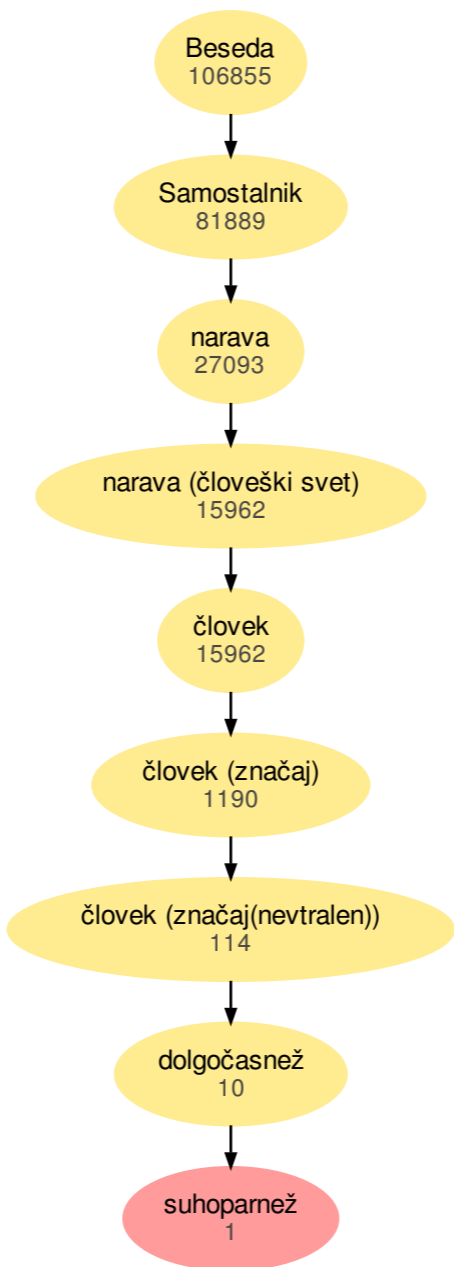 Beseda
106855
Samostalnik
81889
narava
27093
narava (človeški svet)
15962
človek
15962
človek (značaj)
1190
človek (značaj(nevtralen))
114
dolgočasnež
10
suhoparnež
1